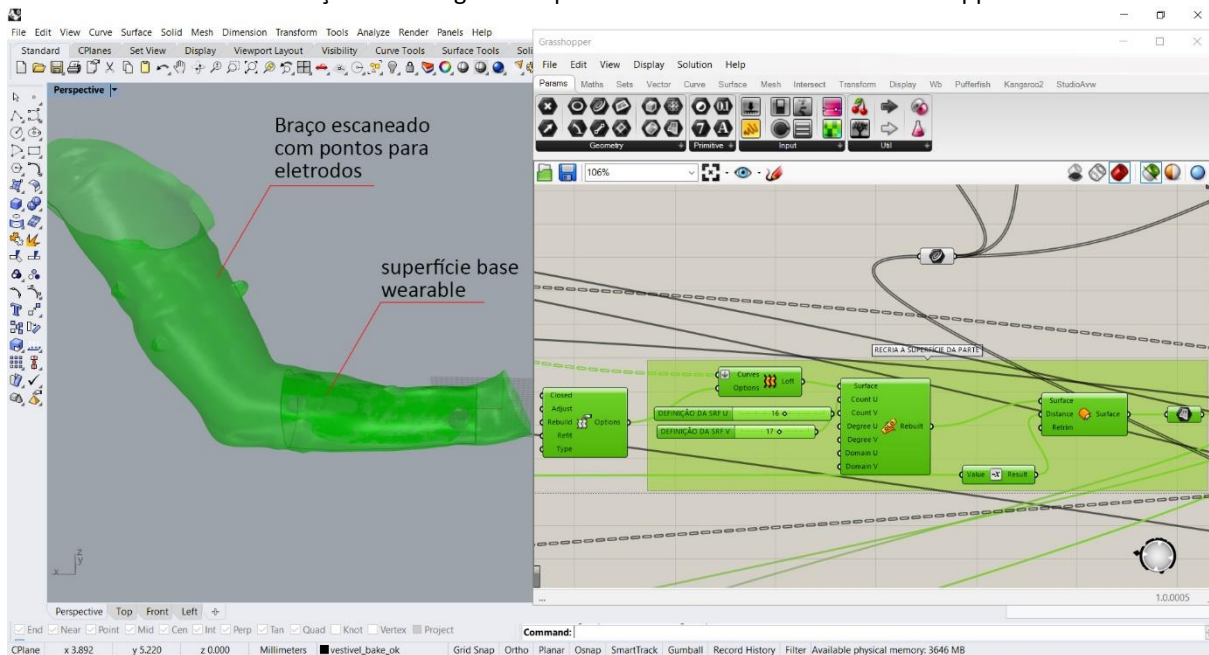 File Edit View Curve Surface Solid Mesh Dimension Transform Tools Analyze Render Panels Help
Standard CPlanes Set View Display Viewport Layout Visibility Curve Tools Surface Tools Soli
Perspective
Braço escaneado
com pontos para
eletrodos
superfície base
wearable
z
y
x
Perspective Top Front Left
End Near Point Mid Cen Int Perp Tan Quad Knot Vertex Project
CPlane x 3.892 y 5.220 z 0.000 Millimeters vestivel_bake_ok Grid Snap Ortho Planar Osnap SmartTrack Gumball Record History Filter Available physical memory: 3646 MB
Command:
Grasshopper
File Edit View Display Solution Help
Params Maths Sets Vector Curve Surface Mesh Intersect Transform Display Wb Pufferfish Kangaroo2 StudioAvw
Geometry Primitive Input Util
106%
RECRIA A SUPERFÍCIE DA PARTE
Closed
Adjust
Rebuild
Refit
Type
Options
Curves
Options
Loft
DEFINIÇÃO DA SRF U 16
DEFINIÇÃO DA SRF V 17
Surface
Count U
Count V
Degree U
Degree V
Domain U
Domain V
Rebuilt
Value -X Result
Surface
Distance
Retrim
Surface
...
1.0.0005